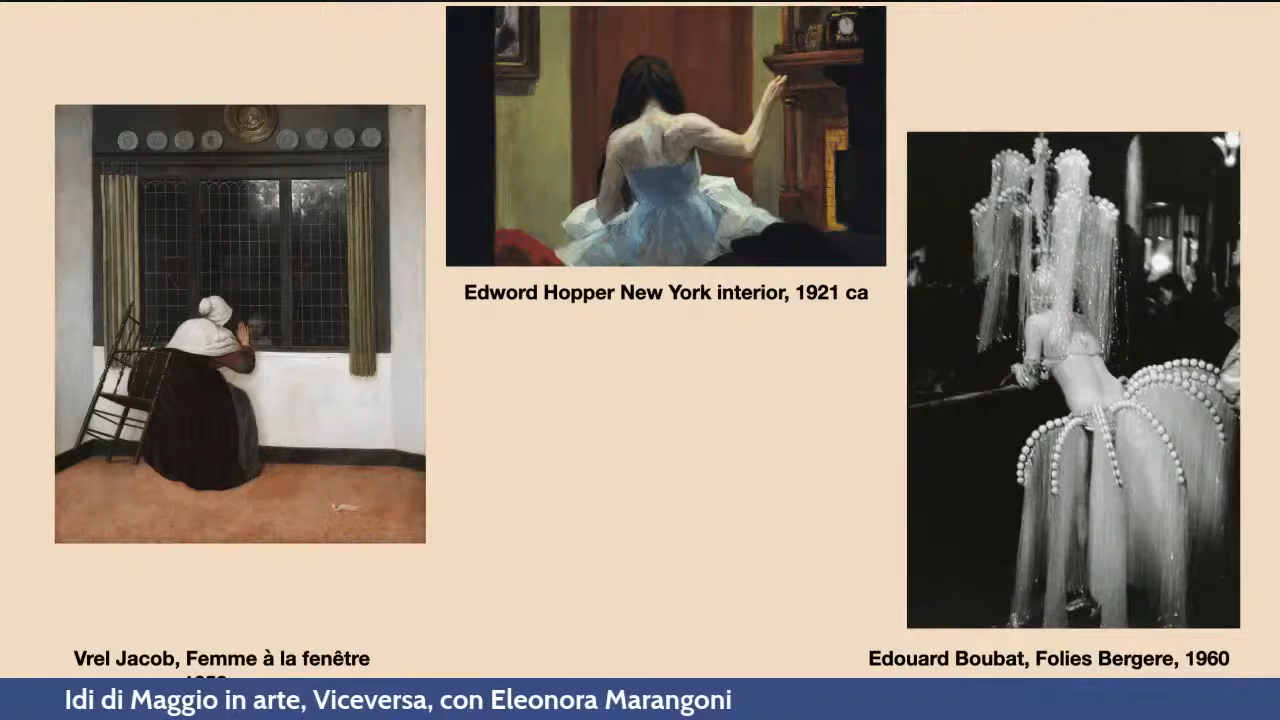 Edword Hopper New York interior, 1921 ca
Vrel Jacob, Femme à la fenêtre
Edouard Boubat, Folies Bergere, 1960
Idi di Maggio in arte, Viceversa, con Eleonora Marangoni